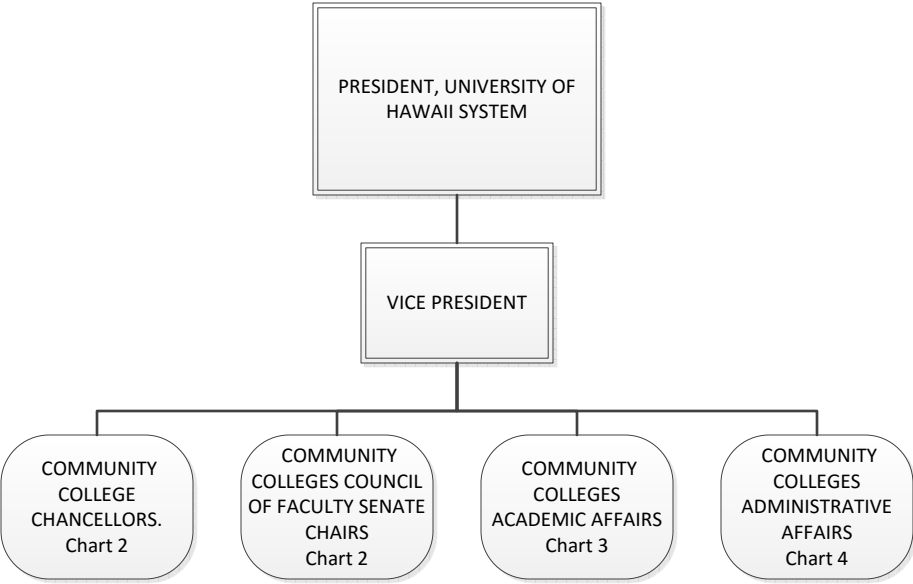 PRESIDENT, UNIVERSITY OF
HAWAII SYSTEM
VICE PRESIDENT
COMMUNITY
COLLEGE
CHANCELLORS.
Chart 2
COMMUNITY
COLLEGES COUNCIL
OF FACULTY SENATE
CHAIRS
Chart 2
COMMUNITY
COLLEGES
ACADEMIC AFFAIRS
Chart 3
COMMUNITY
COLLEGES
ADMINISTRATIVE
AFFAIRS
Chart 4